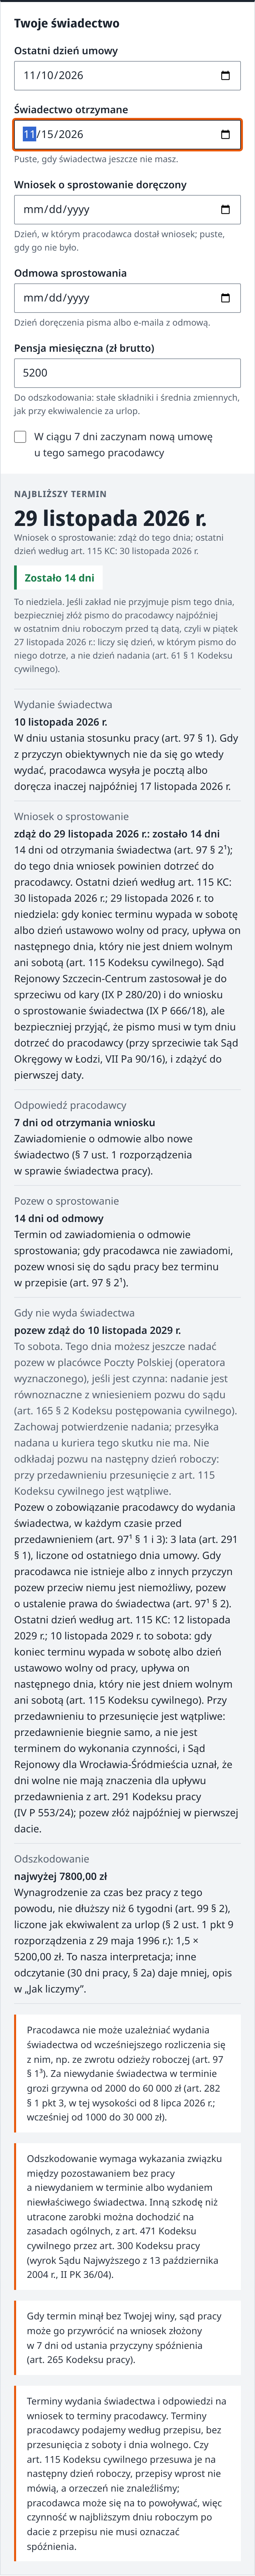 Twoje świadectwo
Ostatni dzień umowy
11/10/2026
Świadectwo otrzymane
11/15/2026
Puste, gdy świadectwa jeszcze nie masz.
Wniosek o sprostowanie doręczony
mm/dd/yyyy
Dzień, w którym pracodawca dostał wniosek; puste,
gdy go nie było.
Odmowa sprostowania
mm/dd/yyyy
Dzień doręczenia pisma albo e-maila z odmową.
Pensja miesięczna (zł brutto)
5200
Do odszkodowania: stałe składniki i średnia zmiennych,
jak przy ekwiwalencie za urlop.
W ciągu 7 dni zaczynam nową umowę
u tego samego pracodawcy
NAJBLIŻSZY TERMIN
29 listopada 2026 r.
Wniosek o sprostowanie: zdąż do tego dnia; ostatni
dzień według art. 115 KC: 30 listopada 2026 r.
Zostało 14 dni
To niedziela. Jeśli zakład nie przyjmuje pism tego dnia,
bezpieczniej złóż pismo do pracodawcy najpóźniej
w ostatnim dniu roboczym przed tą datą, czyli w piątek
27 listopada 2026 r.: liczy się dzień, w którym pismo do
niego dotrze, a nie dzień nadania (art. 61 § 1 Kodeksu
cywilnego).
Wydanie świadectwa
10 listopada 2026 r.
W dniu ustania stosunku pracy (art. 97 § 1). Gdy
z przyczyn obiektywnych nie da się go wtedy
wydać, pracodawca wysyła je pocztą albo
doręcza inaczej najpóźniej 17 listopada 2026 r.
Wniosek o sprostowanie
zdąż do 29 listopada 2026 r.: zostało 14 dni
14 dni od otrzymania świadectwa (art. 97 § 2¹);
do tego dnia wniosek powinien dotrzeć do
pracodawcy. Ostatni dzień według art. 115 KC:
30 listopada 2026 r.; 29 listopada 2026 r. to
niedziela: gdy koniec terminu wypada w sobotę
albo dzień ustawowo wolny od pracy, upływa on
następnego dnia, który nie jest dniem wolnym
ani sobotą (art. 115 Kodeksu cywilnego). Sąd
Rejonowy Szczecin-Centrum zastosował je do
sprzeciwu od kary (IX P 280/20) i do wniosku
o sprostowanie świadectwa (IX P 666/18), ale
bezpieczniej przyjąć, że pismo musi w tym dniu
dotrzeć do pracodawcy (przy sprzeciwie tak Sąd
Okręgowy w Łodzi, VII Pa 90/16), i zdążyć do
pierwszej daty.
Odpowiedź pracodawcy
7 dni od otrzymania wniosku
Zawiadomienie o odmowie albo nowe
świadectwo (§ 7 ust. 1 rozporządzenia
w sprawie świadectwa pracy).
Pozew o sprostowanie
14 dni od odmowy
Termin od zawiadomienia o odmowie
sprostowania; gdy pracodawca nie zawiadomi,
pozew wnosi się do sądu pracy bez terminu
w przepisie (art. 97 § 2¹).
Gdy nie wyda świadectwa
pozew zdąż do 10 listopada 2029 r.
To sobota. Tego dnia możesz jeszcze nadać
pozew w placówce Poczty Polskiej (operatora
wyznaczonego), jeśli jest czynna: nadanie jest
równoznaczne z wniesieniem pozwu do sądu
(art. 165 § 2 Kodeksu postępowania cywilnego).
Zachowaj potwierdzenie nadania; przesyłka
nadana u kuriera tego skutku nie ma. Nie
odkładaj pozwu na następny dzień roboczy:
przy przedawnieniu przesunięcie z art. 115
Kodeksu cywilnego jest wątpliwe.
Pozew o zobowiązanie pracodawcy do wydania
świadectwa, w każdym czasie przed
przedawnieniem (art. 97¹ § 1 i 3): 3 lata (art. 291
§ 1), liczone od ostatniego dnia umowy. Gdy
pracodawca nie istnieje albo z innych przyczyn
pozew przeciw niemu jest niemożliwy, pozew
o ustalenie prawa do świadectwa (art. 97¹ § 2).
Ostatni dzień według art. 115 KC: 12 listopada
2029 r.; 10 listopada 2029 r. to sobota: gdy
koniec terminu wypada w sobotę albo dzień
ustawowo wolny od pracy, upływa on
następnego dnia, który nie jest dniem wolnym
ani sobotą (art. 115 Kodeksu cywilnego). Przy
przedawnieniu to przesunięcie jest wątpliwe:
przedawnienie biegnie samo, a nie jest
terminem do wykonania czynności, i Sąd
Rejonowy dla Wrocławia-Śródmieścia uznał, że
dni wolne nie mają znaczenia dla upływu
przedawnienia z art. 291 Kodeksu pracy
(IV P 553/24); pozew złóż najpóźniej w pierwszej
dacie.
Odszkodowanie
najwyżej 7800,00 zł
Wynagrodzenie za czas bez pracy z tego
powodu, nie dłuższy niż 6 tygodni (art. 99 § 2),
liczone jak ekwiwalent za urlop (§ 2 ust. 1 pkt 9
rozporządzenia z 29 maja 1996 r.): 1,5 ×
5200,00 zł. To nasza interpretacja; inne
odczytanie (30 dni pracy, § 2a) daje mniej, opis
w „Jak liczymy”.
Pracodawca nie może uzależniać wydania
świadectwa od wcześniejszego rozliczenia się
z nim, np. ze zwrotu odzieży roboczej (art. 97
§ 1³). Za niewydanie świadectwa w terminie
grozi grzywna od 2000 do 60 000 zł (art. 282
§ 1 pkt 3, w tej wysokości od 8 lipca 2026 r.;
wcześniej od 1000 do 30 000 zł).
Odszkodowanie wymaga wykazania związku
między pozostawaniem bez pracy
a niewydaniem w terminie albo wydaniem
niewłaściwego świadectwa. Inną szkodę niż
utracone zarobki można dochodzić na
zasadach ogólnych, z art. 471 Kodeksu
cywilnego przez art. 300 Kodeksu pracy
(wyrok Sądu Najwyższego z 13 października
2004 r., II PK 36/04).
Gdy termin minął bez Twojej winy, sąd pracy
może go przywrócić na wniosek złożony
w 7 dni od ustania przyczyny spóźnienia
(art. 265 Kodeksu pracy).
Terminy wydania świadectwa i odpowiedzi na
wniosek to terminy pracodawcy. Terminy
pracodawcy podajemy według przepisu, bez
przesunięcia z soboty i dnia wolnego. Czy
art. 115 Kodeksu cywilnego przesuwa je na
następny dzień roboczy, przepisy wprost nie
mówią, a orzeczeń nie znaleźliśmy;
pracodawca może się na to powoływać, więc
czynność w najbliższym dniu roboczym po
dacie z przepisu nie musi oznaczać
spóźnienia.